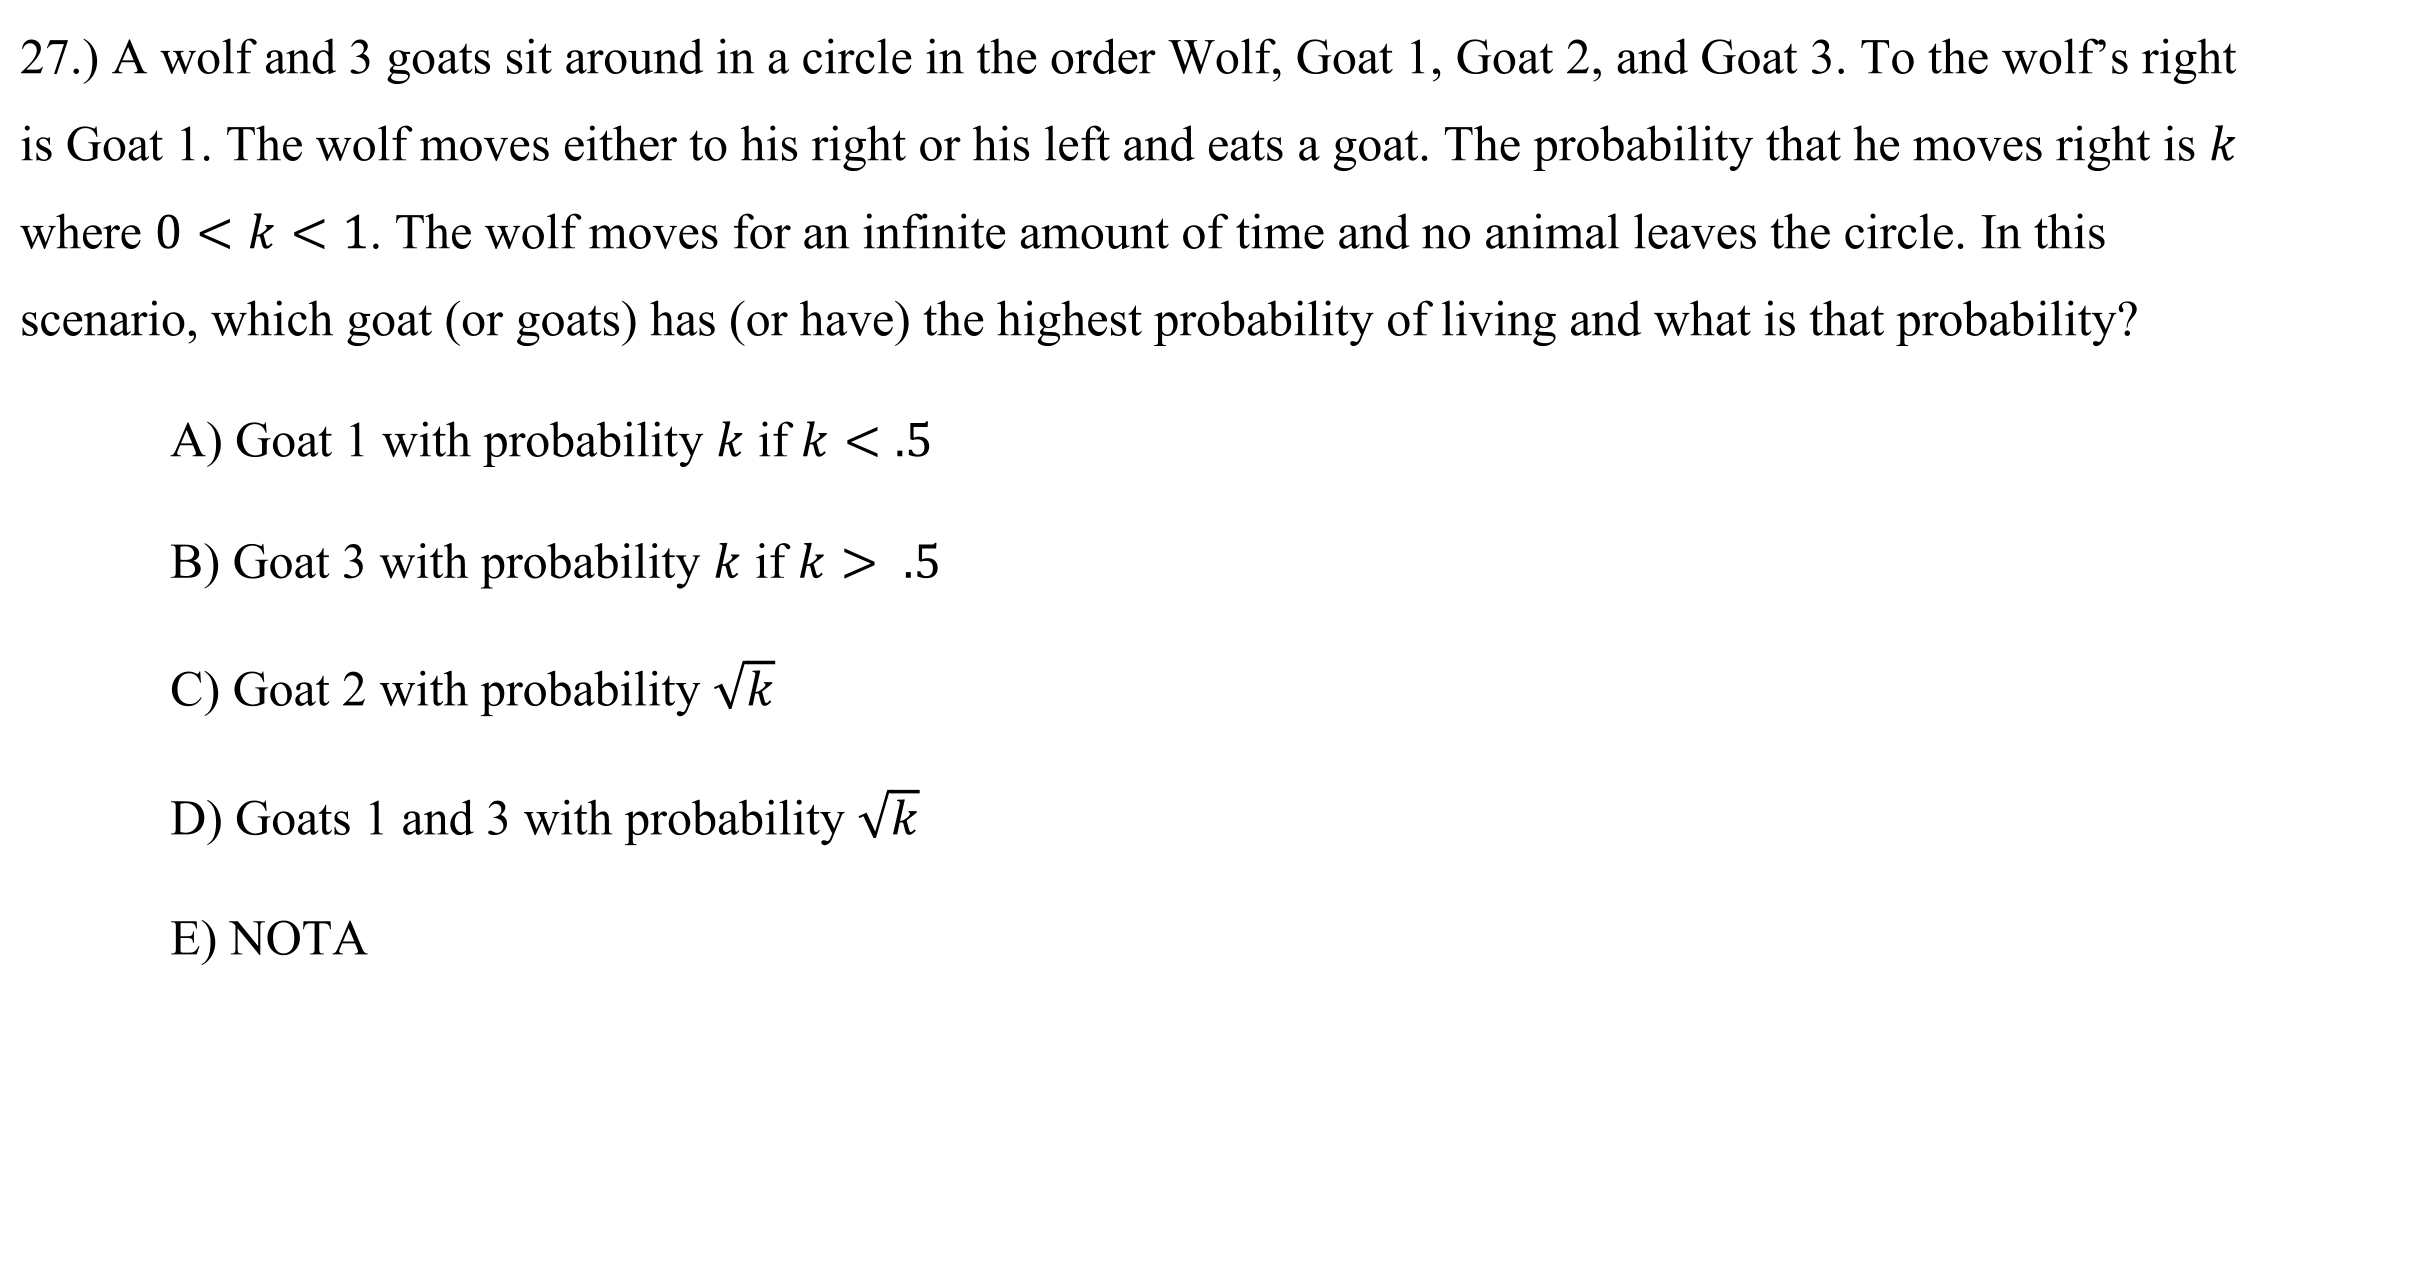 27.) A wolf and 3 goats sit around in a circle in the order Wolf, Goat 1, Goat 2, and Goat 3. To the wolf’s right
is Goat 1. The wolf moves either to his right or his left and eats a goat. The probability that he moves right is k
where 0 < k < 1. The wolf moves for an infinite amount of time and no animal leaves the circle. In this
scenario, which goat (or goats) has (or have) the highest probability of living and what is that probability?
A) Goat 1 with probability k if k < .5
B) Goat 3 with probability k if k > .5
C) Goat 2 with probability √k
D) Goats 1 and 3 with probability √k
E) NOTA